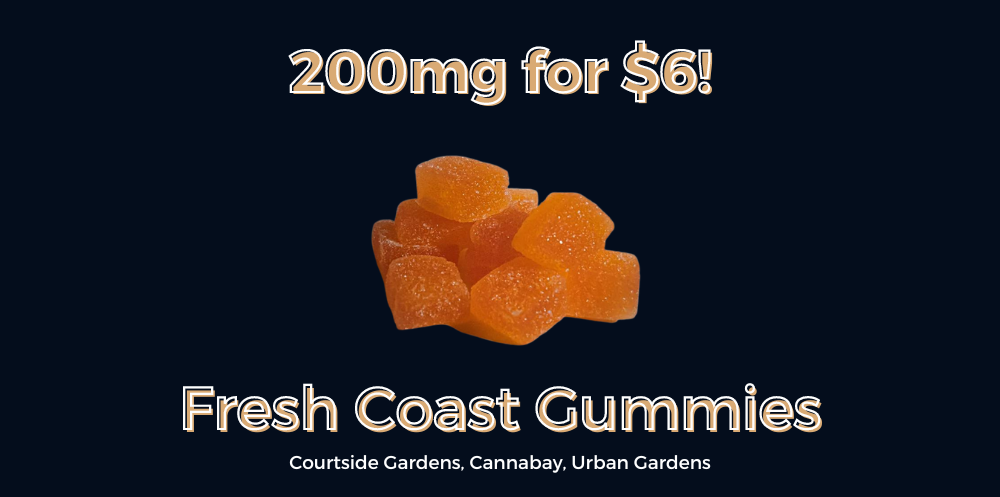 200mg for $6!
Fresh Coast Gummies
Courtside Gardens, Cannabay, Urban Gardens